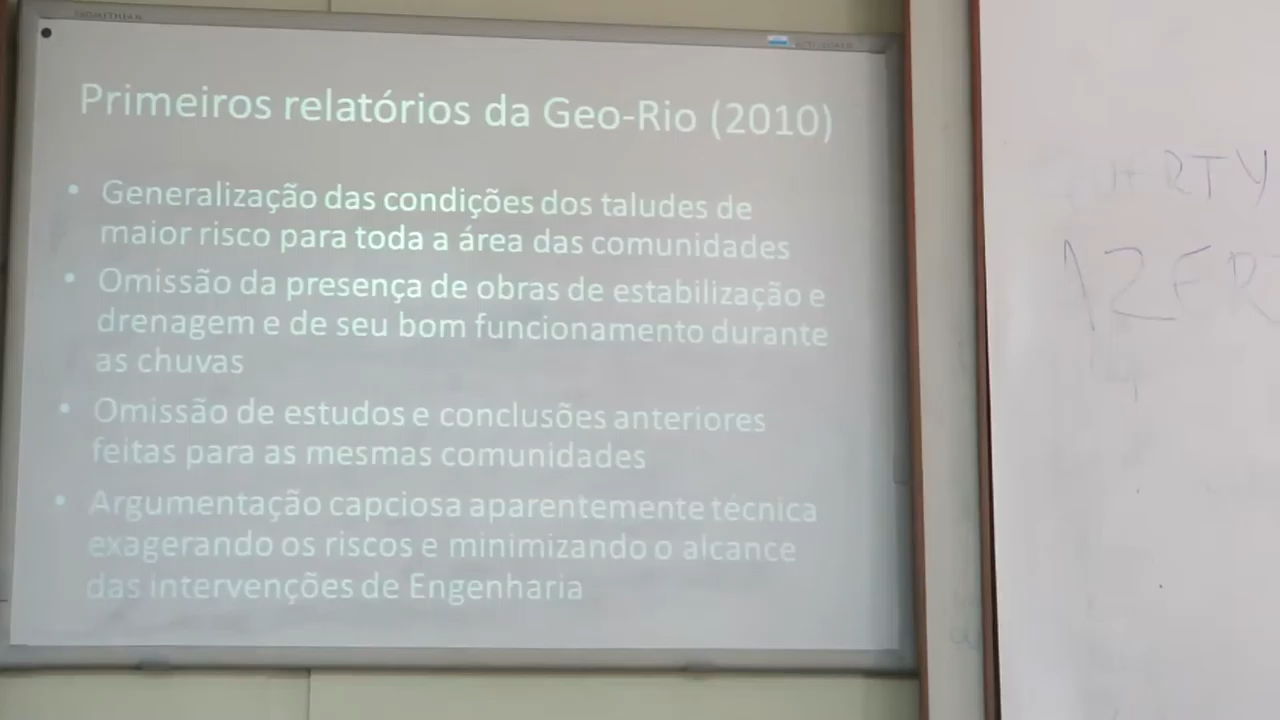 PROMETHEAN
Primeiros relatórios da Geo-Rio (2010)
• Generalização das condições dos taludes de
maior risco para toda a área das comunidades
• Omissão da presença de obras de estabilização e
drenagem e de seu bom funcionamento durante
as chuvas
• Omissão de estudos e conclusões anteriores
feitas para as mesmas comunidades
• Argumentação capciosa aparentemente técnica
exagerando os riscos e minimizando o alcance
das intervenções de Engenharia